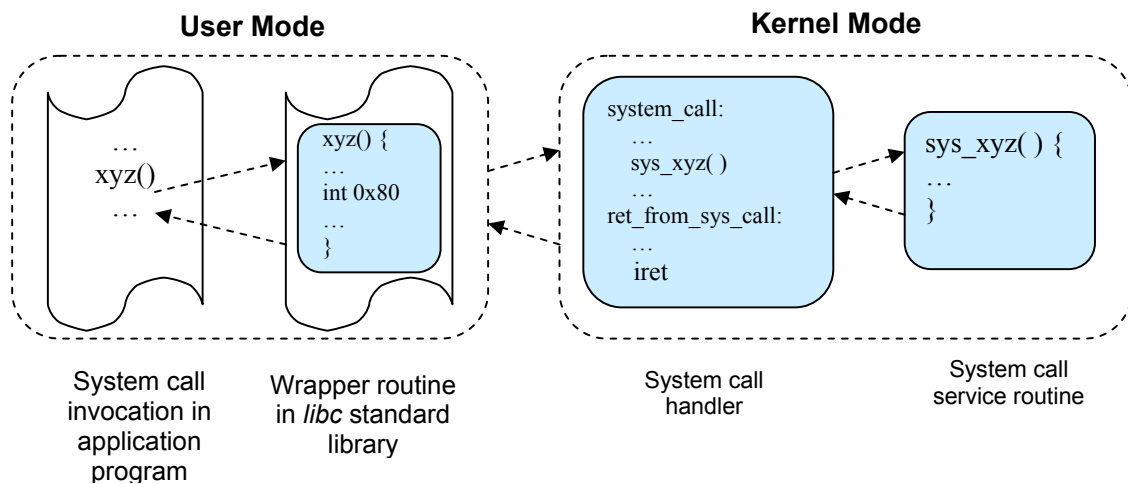 User Mode
Kernel Mode
…
xyz()
…
xyz() {
…
int 0x80
…
}
system_call:
…
sys_xyz( )
…
ret_from_sys_call:
…
iret
sys_xyz( ) {
…
}
System call
invocation in
application
program
Wrapper routine
in libc standard
library
System call
handler
System call
service routine